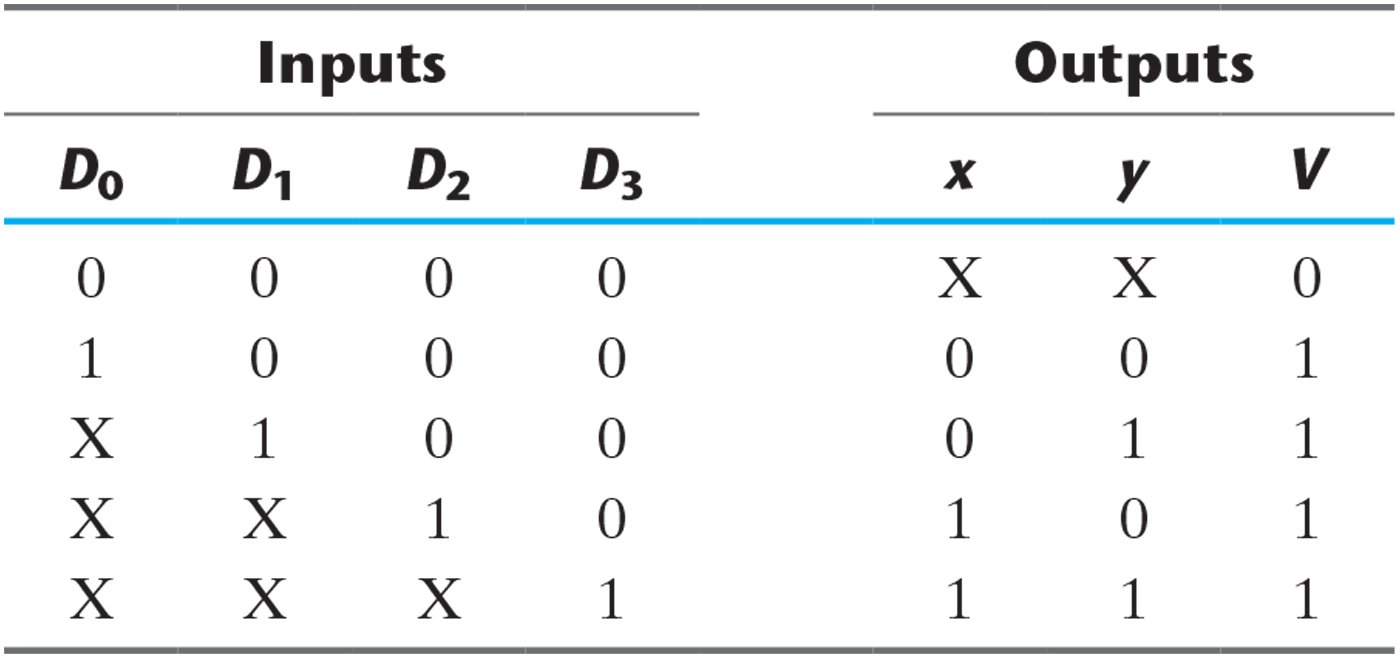 Inputs Outputs
D0 D1 D2 D3 x y V
0 0 0 0 X X 0
1 0 0 0 0 0 1
X 1 0 0 0 1 1
X X 1 0 1 0 1
X X X 1 1 1 1